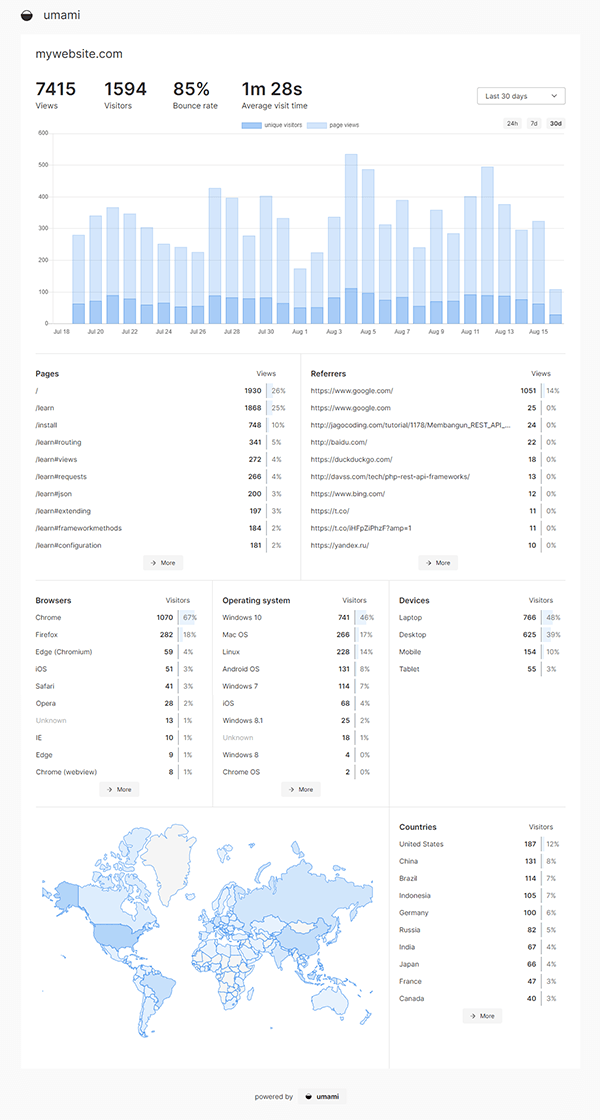 umami
mywebsite.com
7415 1594 85% 1m 28s
Views Visitors Bounce rate Average visit time
Last 30 days
unique visitors page views
24h 7d 30d
600
500
400
300
200
100
0
Jul 18 Jul 20 Jul 22 Jul 24 Jul 26 Jul 28 Jul 30 Aug 1 Aug 3 Aug 5 Aug 7 Aug 9 Aug 11 Aug 13 Aug 15
Pages Views
/ 1930 26%
/learn 1868 25%
/install 748 10%
/learn#routing 341 5%
/learn#views 272 4%
/learn#requests 266 4%
/learn#json 200 3%
/learn#extending 197 3%
/learn#frameworkmethods 184 2%
/learn#configuration 181 2%
→ More
Referrers Views
https://www.google.com/ 1051 14%
https://www.google.com 25 0%
http://jagocoding.com/tutorial/1178/Membangun_REST_API_... 24 0%
http://baidu.com/ 22 0%
https://duckduckgo.com/ 18 0%
http://davss.com/tech/php-rest-api-frameworks/ 13 0%
https://www.bing.com/ 12 0%
https://t.co/ 11 0%
https://t.co/iHFpZiPhzF?amp=1 11 0%
https://yandex.ru/ 10 0%
→ More
Browsers Visitors
Chrome 1070 67%
Firefox 282 18%
Edge (Chromium) 59 4%
iOS 51 3%
Safari 41 3%
Opera 28 2%
Unknown 13 1%
IE 10 1%
Edge 9 1%
Chrome (webview) 8 1%
→ More
Operating system Visitors
Windows 10 741 46%
Mac OS 266 17%
Linux 228 14%
Android OS 131 8%
Windows 7 114 7%
iOS 68 4%
Windows 8.1 25 2%
Unknown 18 1%
Windows 8 4 0%
Chrome OS 2 0%
→ More
Devices Visitors
Laptop 766 48%
Desktop 625 39%
Mobile 154 10%
Tablet 55 3%
Countries Visitors
United States 187 12%
China 131 8%
Brazil 114 7%
Indonesia 105 7%
Germany 100 6%
Russia 82 5%
India 67 4%
Japan 66 4%
France 47 3%
Canada 40 3%
→ More
powered by umami